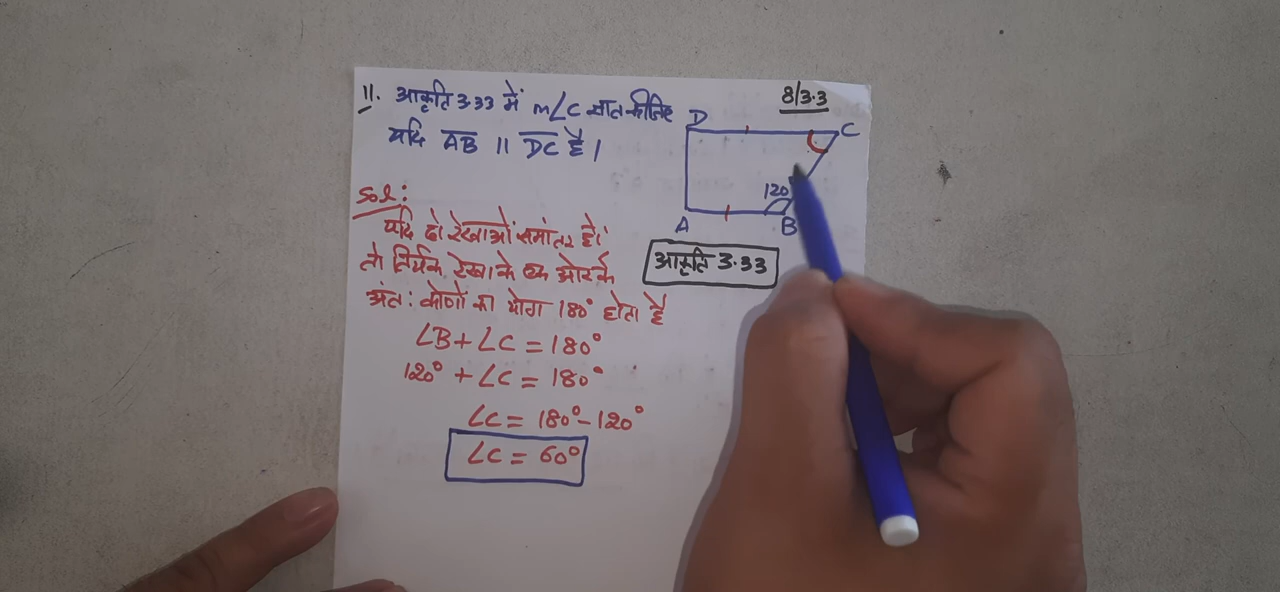 11. आकृति 3.33 में m∠C ज्ञात कीजिए
यदि AB || DC है।
8/3.3
D
C
120
A
B
आकृति 3.33
Sol:
यदि दो रेखाओं समांतर हैं।
तो तिर्यक रेखा के एक ओर के
अंत: कोणों का योग 180° होता है
∠B + ∠C = 180°
120° + ∠C = 180°
∠C = 180° - 120°
∠C = 60°